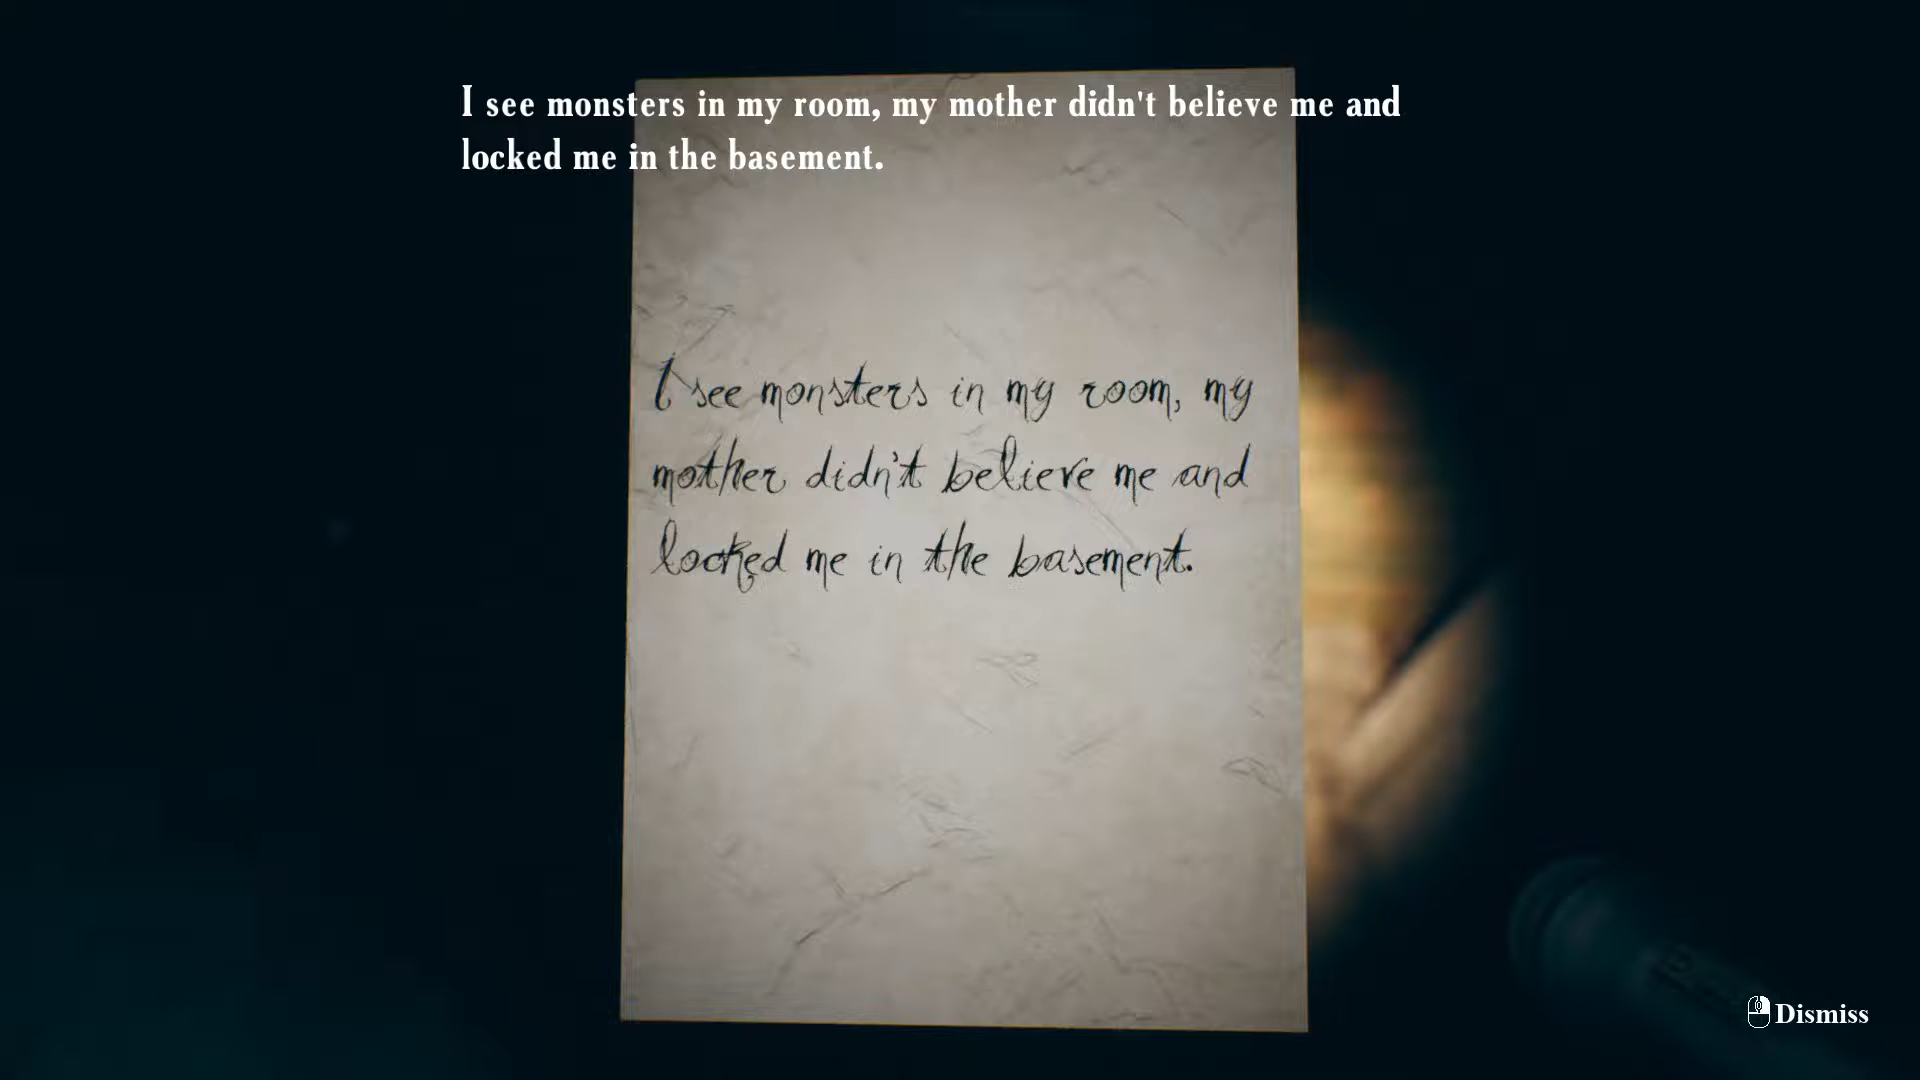 I see monsters in my room, my mother didn't believe me and
locked me in the basement.
I see monsters in my room, my
mother didn't believe me and
locked me in the basement.
Dismiss